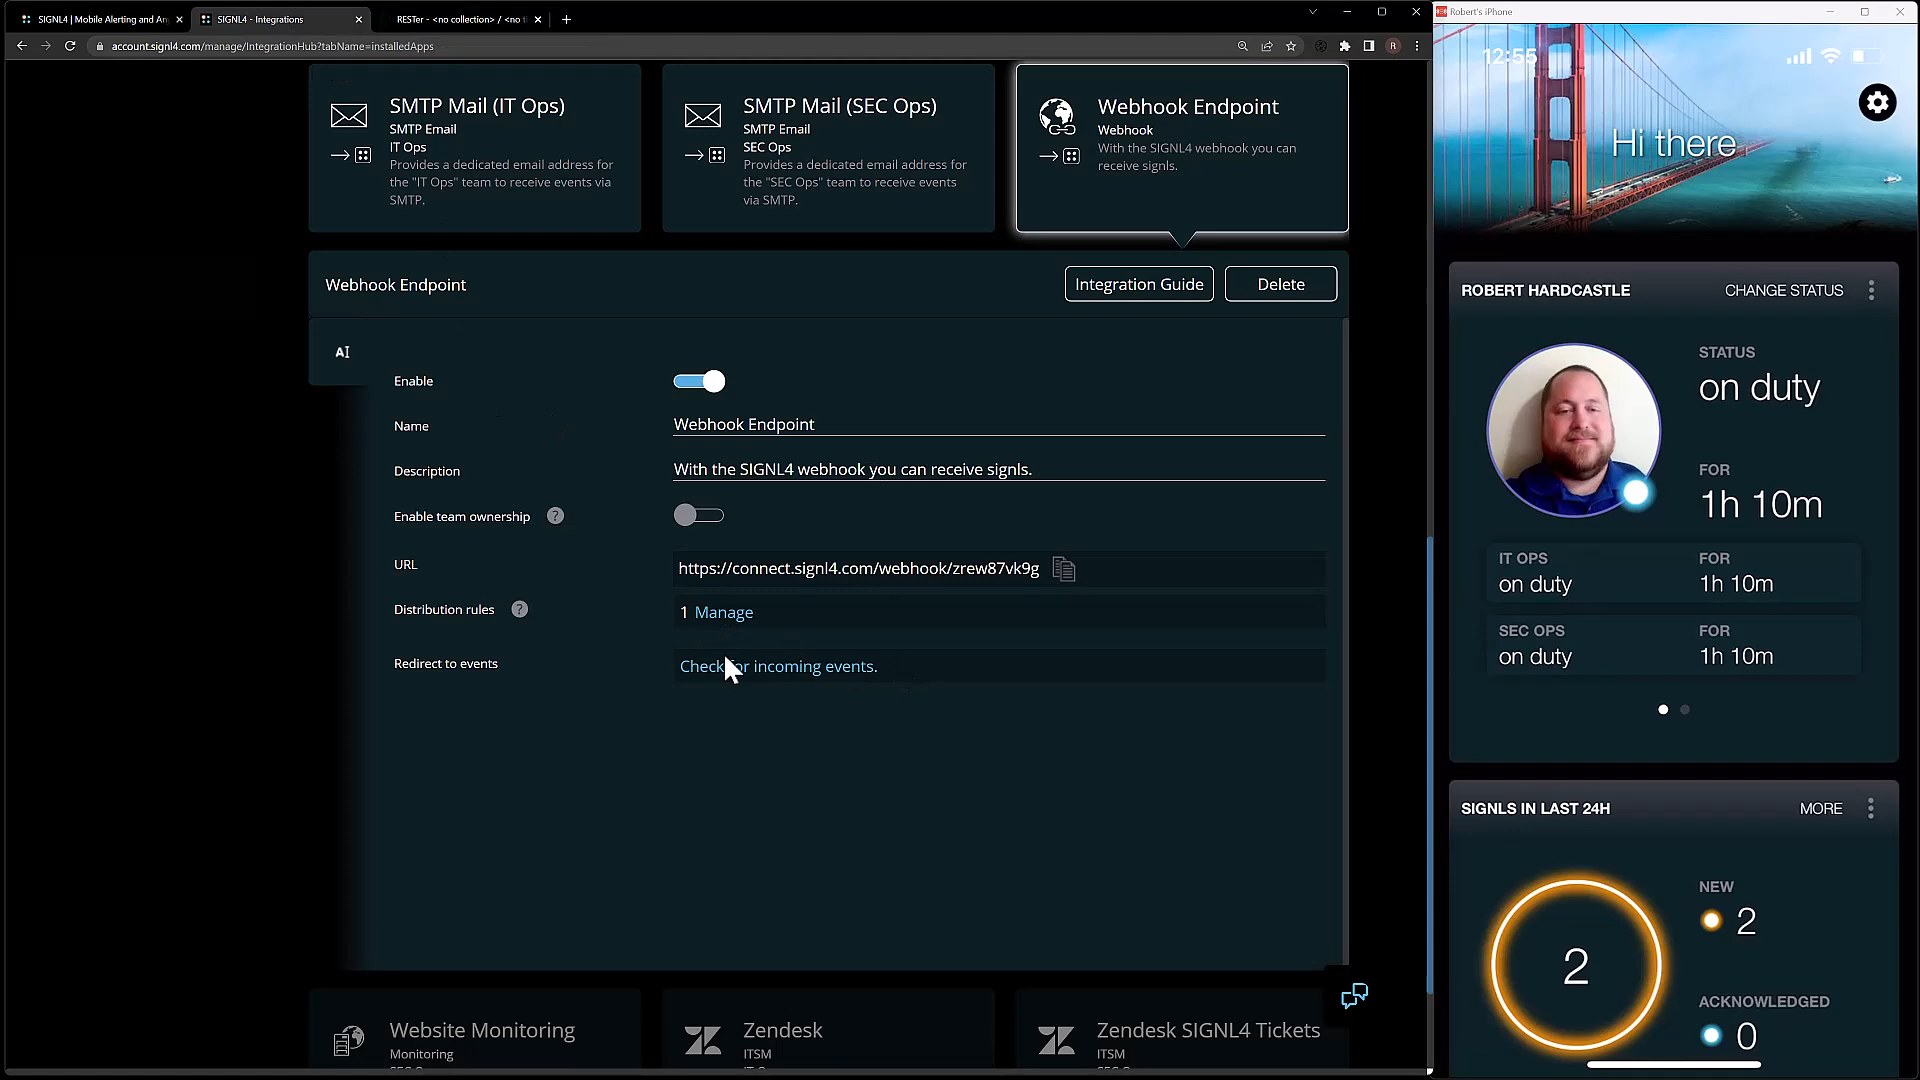 SIGNL4 | Mobile Alerting and An
SIGNL4 - Integrations
RESTer - <no collection> / <no ti
account.signl4.com/manage/IntegrationHub?tabName=installedApps
R
SMTP Mail (IT Ops)
SMTP Email
IT Ops
Provides a dedicated email address for
the "IT Ops" team to receive events via
SMTP.
SMTP Mail (SEC Ops)
SMTP Email
SEC Ops
Provides a dedicated email address for
the "SEC Ops" team to receive events
via SMTP.
Webhook Endpoint
Webhook
With the SIGNL4 webhook you can
receive signls.
Webhook Endpoint
Integration Guide
Delete
Enable
Name
Webhook Endpoint
Description
With the SIGNL4 webhook you can receive signls.
Enable team ownership ?
URL
https://connect.signl4.com/webhook/zrew87vk9g
Distribution rules ?
1 Manage
Redirect to events
Check for incoming events.
Website Monitoring
Monitoring
Zendesk
ITSM
Zendesk SIGNL4 Tickets
ITSM
Robert's iPhone
12:55
Hi there
ROBERT HARDCASTLE
CHANGE STATUS
STATUS
on duty
FOR
1h 10m
IT OPS
on duty
FOR
1h 10m
SEC OPS
on duty
FOR
1h 10m
SIGNLS IN LAST 24H
MORE
2
NEW
2
ACKNOWLEDGED
0